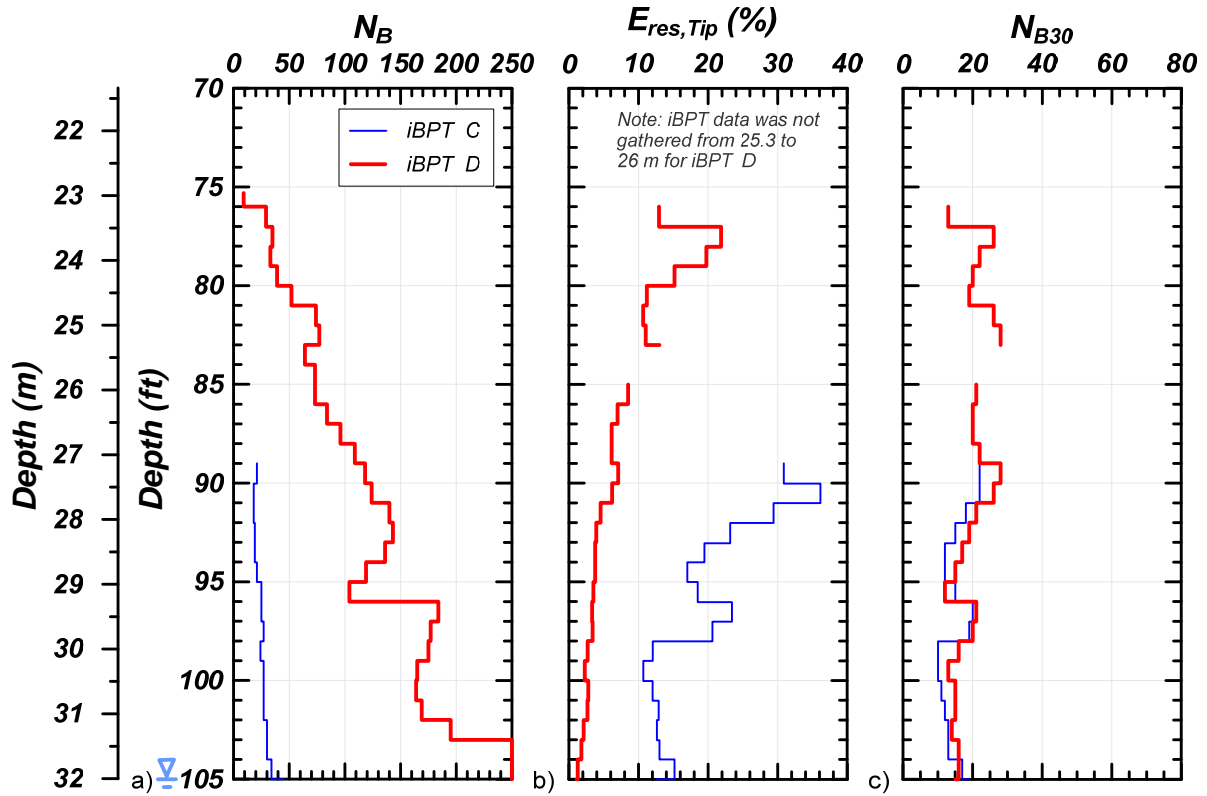 N_B
E_res,Tip (%)
N_B30
0 50 100 150 200 250
0 10 20 30 40
0 20 40 60 80
iBPT C
iBPT D
Note: iBPT data was not
gathered from 25.3 to
26 m for iBPT D
Depth (m)
22
23
24
25
26
27
28
29
30
31
32
Depth (ft)
70
75
80
85
90
95
100
105
a)
b)
c)